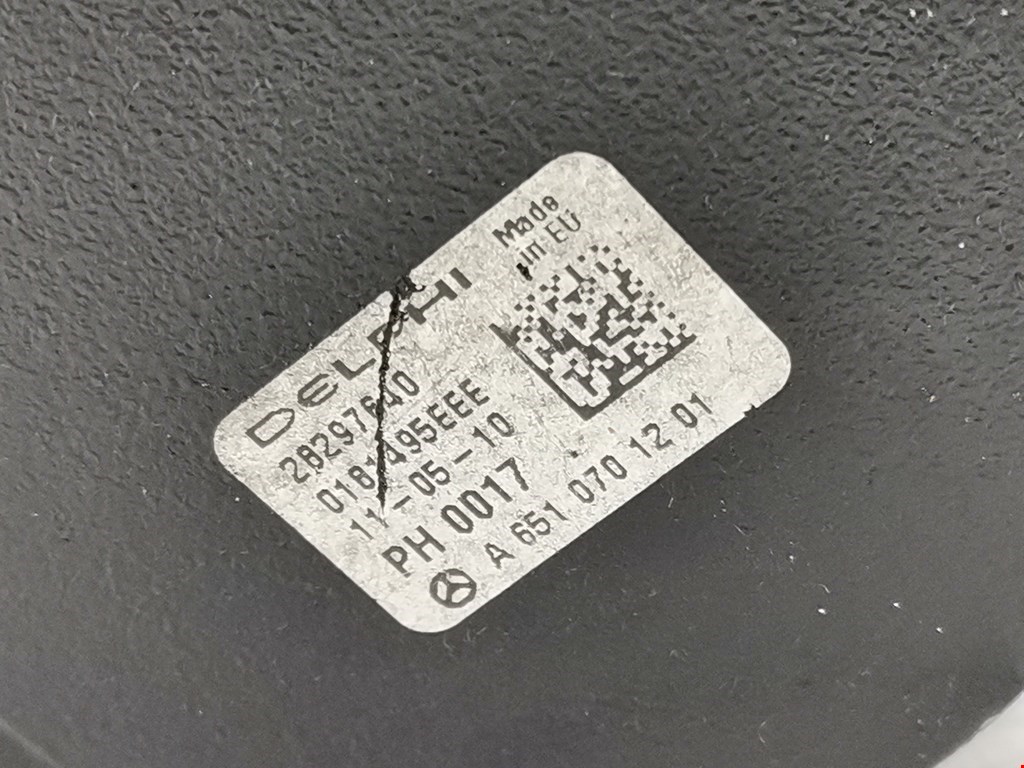 DELPHI
Made
in EU
28297640
0181495EEE
11-05-10
PH 0017
A 651 070 12 01